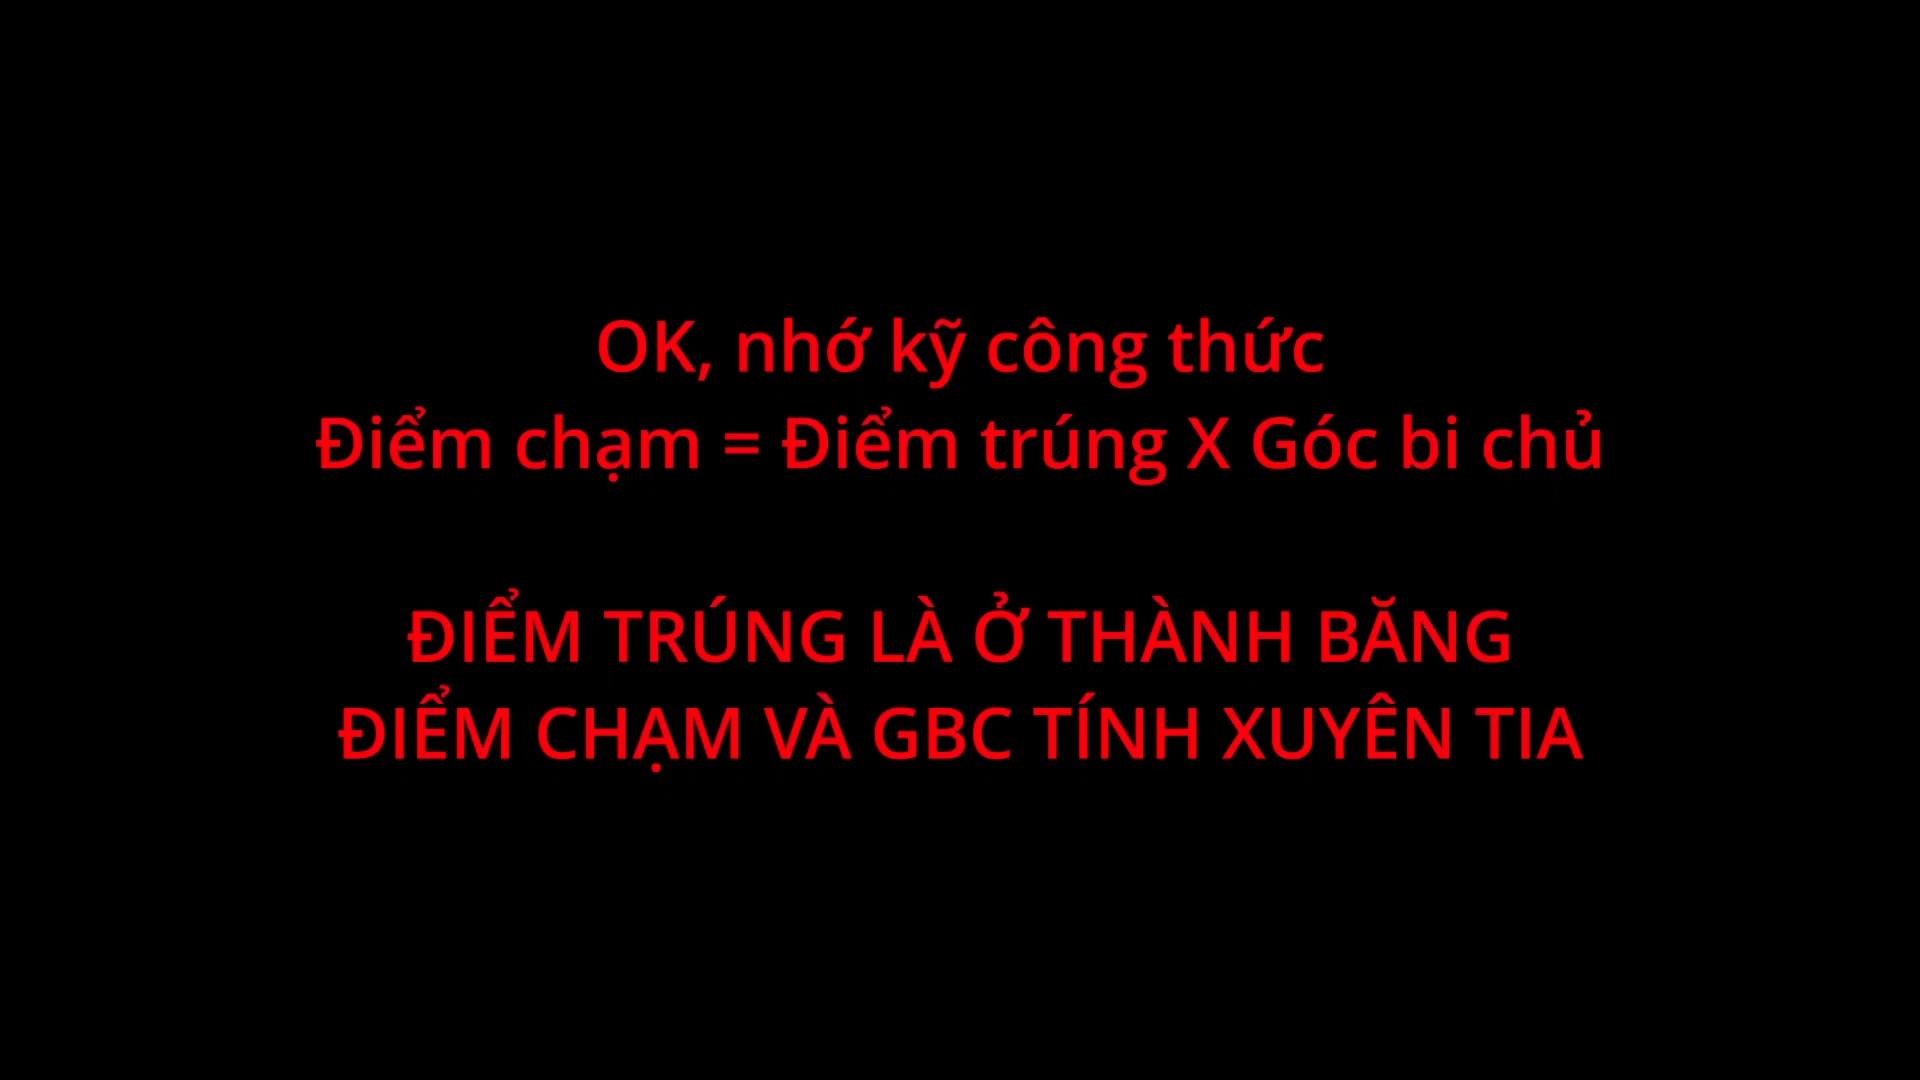 OK, nhớ kỹ công thức
Điểm chạm = Điểm trúng X Góc bi chủ
ĐIỂM TRÚNG LÀ Ở THÀNH BĂNG
ĐIỂM CHẠM VÀ GBC TÍNH XUYÊN TIA